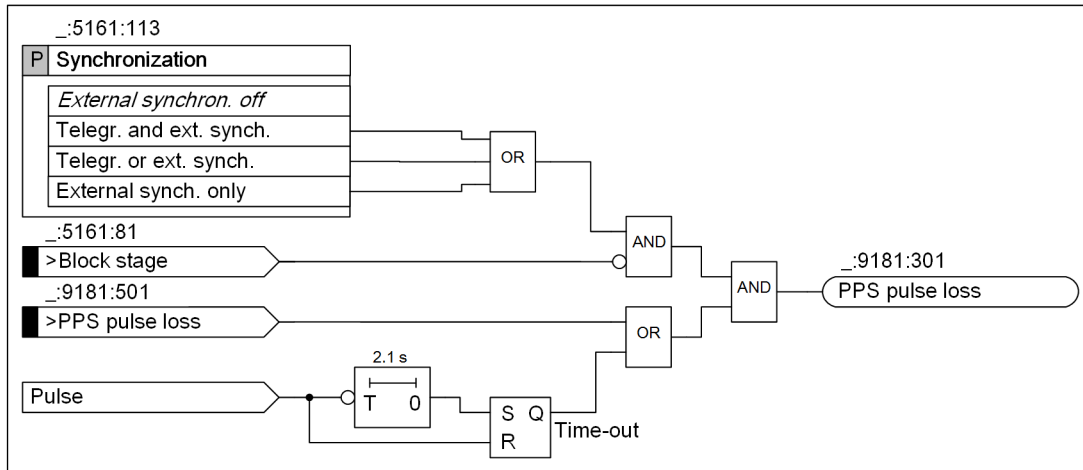 _:5161:113
P Synchronization
External synchron. off
Telegr. and ext. synch.
Telegr. or ext. synch.
OR
External synch. only
_:5161:81
AND
>Block stage
_:9181:301
AND
PPS pulse loss
_:9181:501
>PPS pulse loss
OR
2.1 s
Pulse
T 0
S Q
R
Time-out